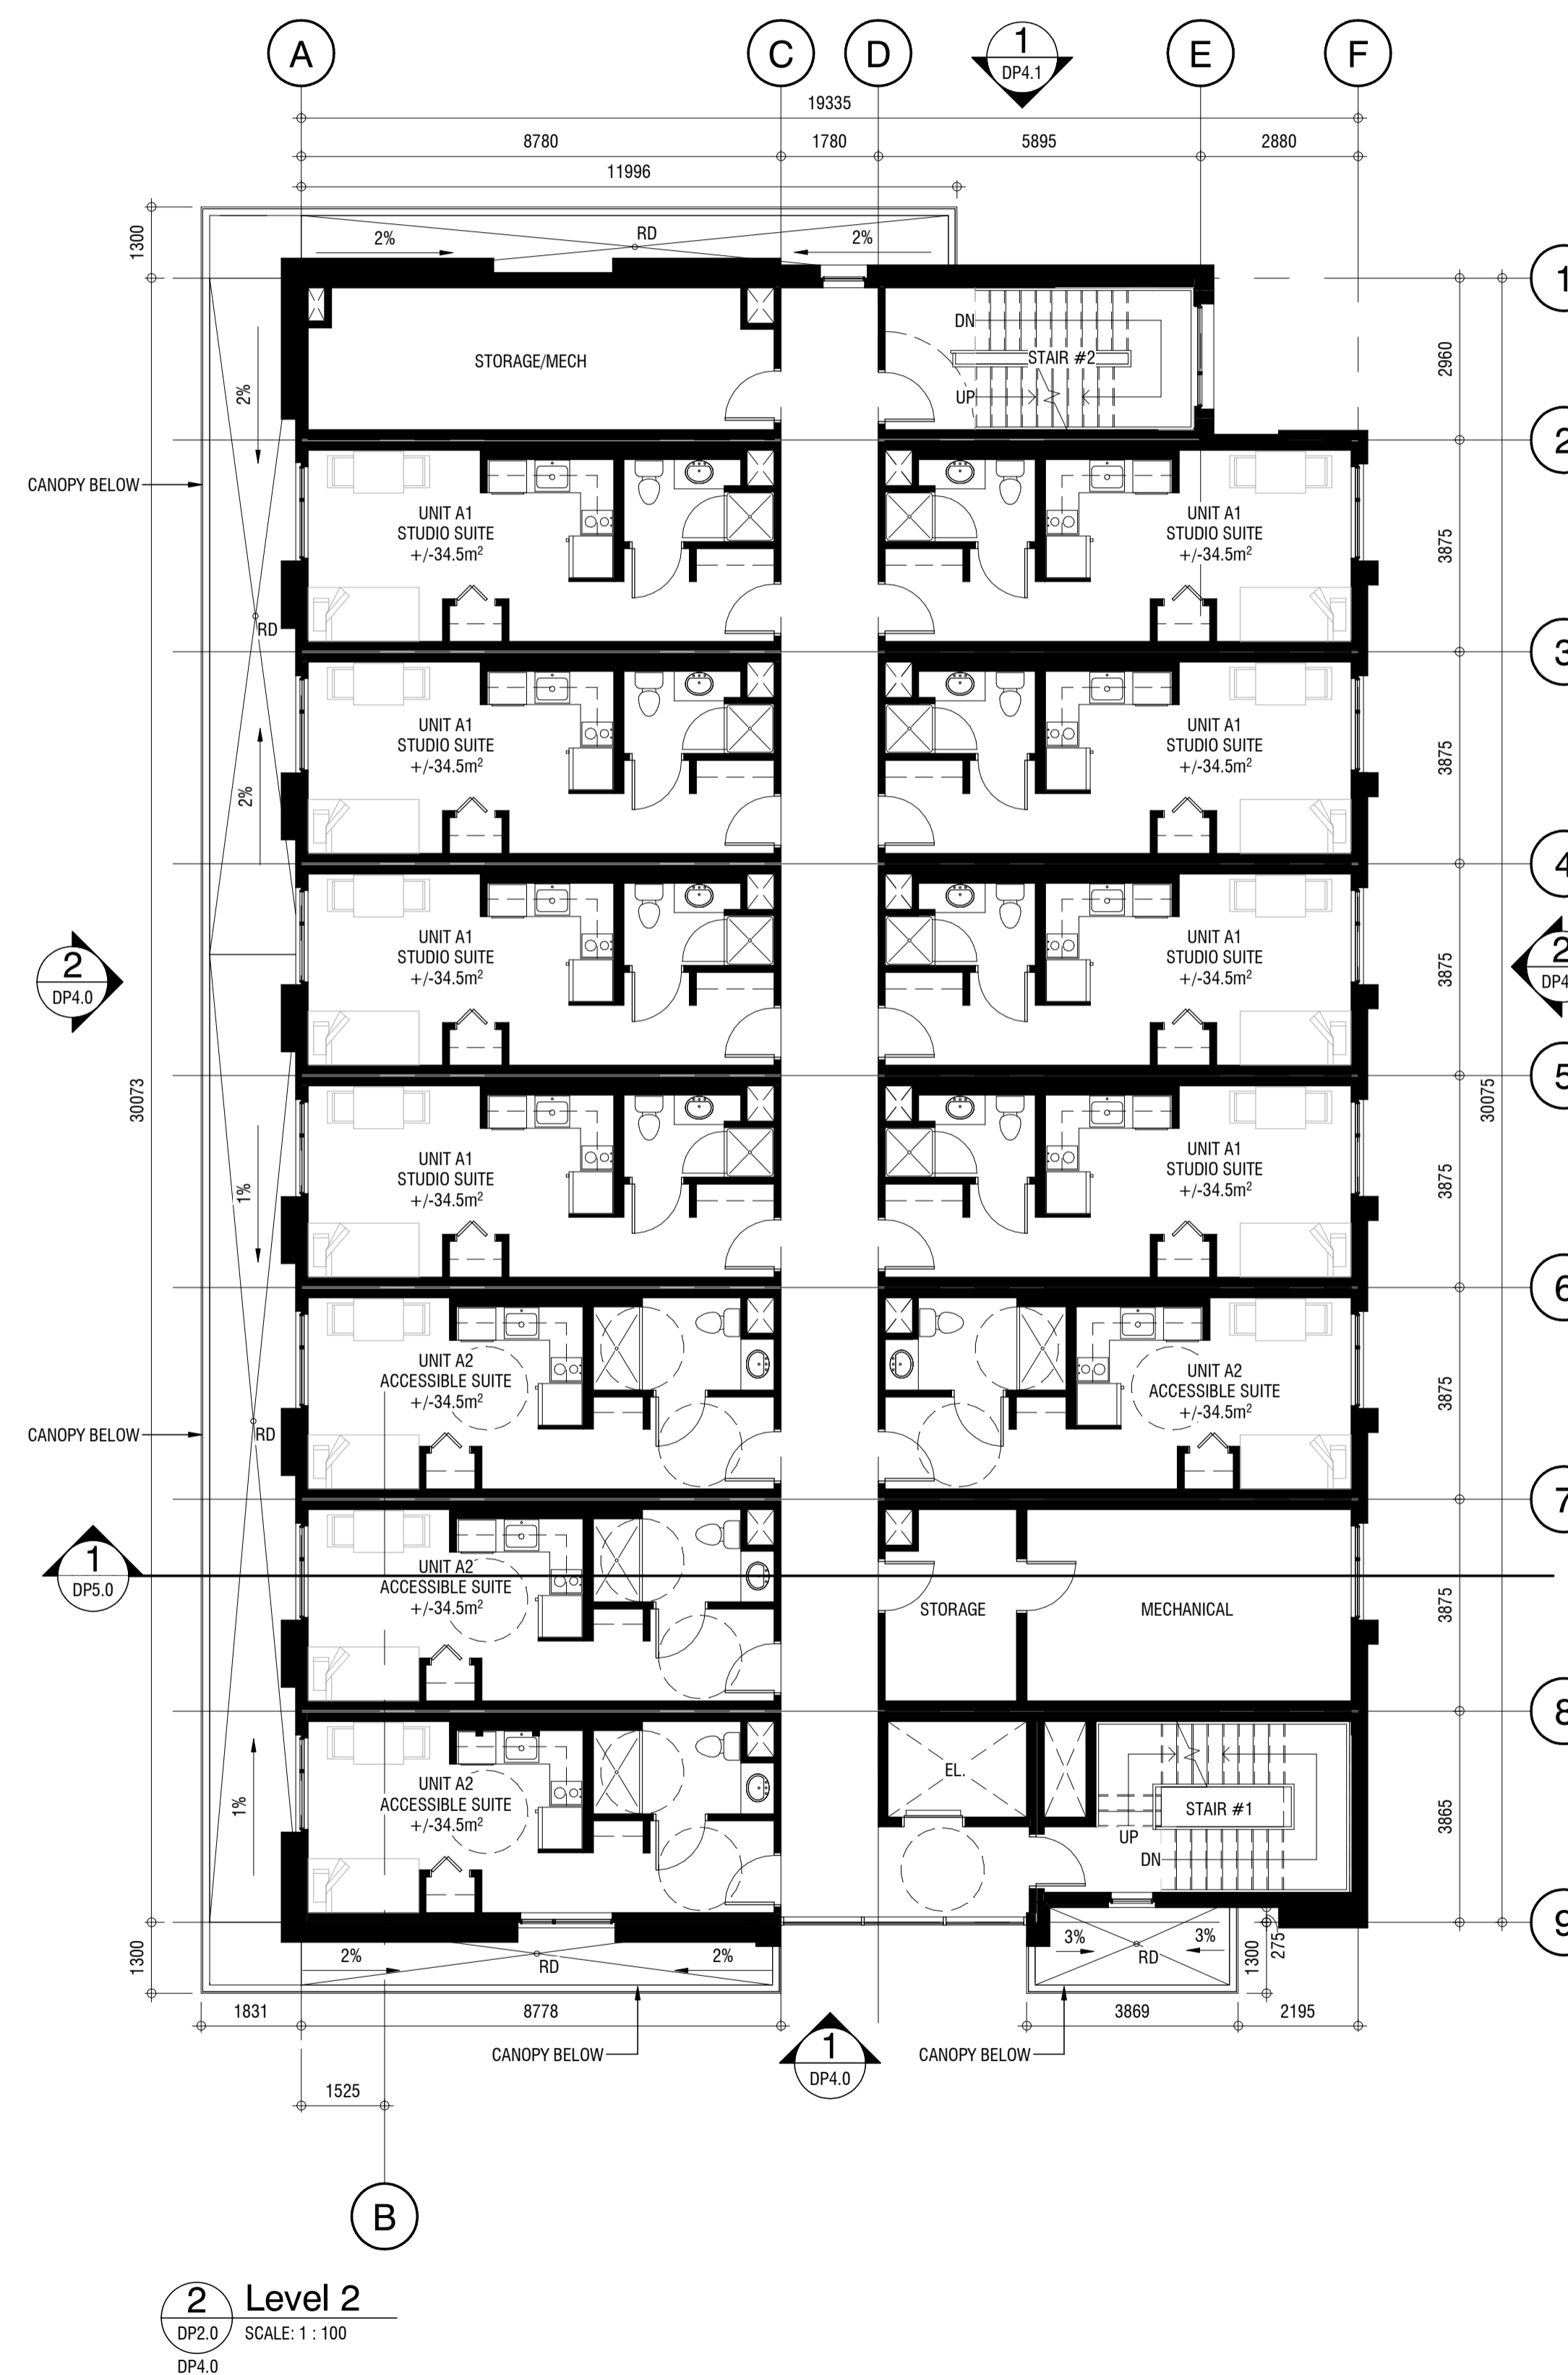 A
C
D
1
DP4.1
E
F
19335
8780
1780
5895
2880
11996
1300
2%
RD
2%
1
2%
STORAGE/MECH
DN
STAIR #2
UP
2960
2
CANOPY BELOW
UNIT A1
STUDIO SUITE
+/-34.5m²
UNIT A1
STUDIO SUITE
+/-34.5m²
3875
RD
3
2%
UNIT A1
STUDIO SUITE
+/-34.5m²
UNIT A1
STUDIO SUITE
+/-34.5m²
3875
4
2
DP4.0
UNIT A1
STUDIO SUITE
+/-34.5m²
UNIT A1
STUDIO SUITE
+/-34.5m²
3875
2
DP4
5
30073
30075
1%
UNIT A1
STUDIO SUITE
+/-34.5m²
UNIT A1
STUDIO SUITE
+/-34.5m²
3875
6
CANOPY BELOW
RD
UNIT A2
ACCESSIBLE SUITE
+/-34.5m²
UNIT A2
ACCESSIBLE SUITE
+/-34.5m²
3875
7
1
DP5.0
UNIT A2
ACCESSIBLE SUITE
+/-34.5m²
STORAGE
MECHANICAL
3875
8
1%
UNIT A2
ACCESSIBLE SUITE
+/-34.5m²
EL.
STAIR #1
UP
DN
3865
9
1300
2%
RD
2%
3%
RD
3%
1300
275
1831
8778
3869
2195
CANOPY BELOW
1
DP4.0
CANOPY BELOW
1525
B
2
DP2.0
DP4.0
Level 2
SCALE: 1 : 100